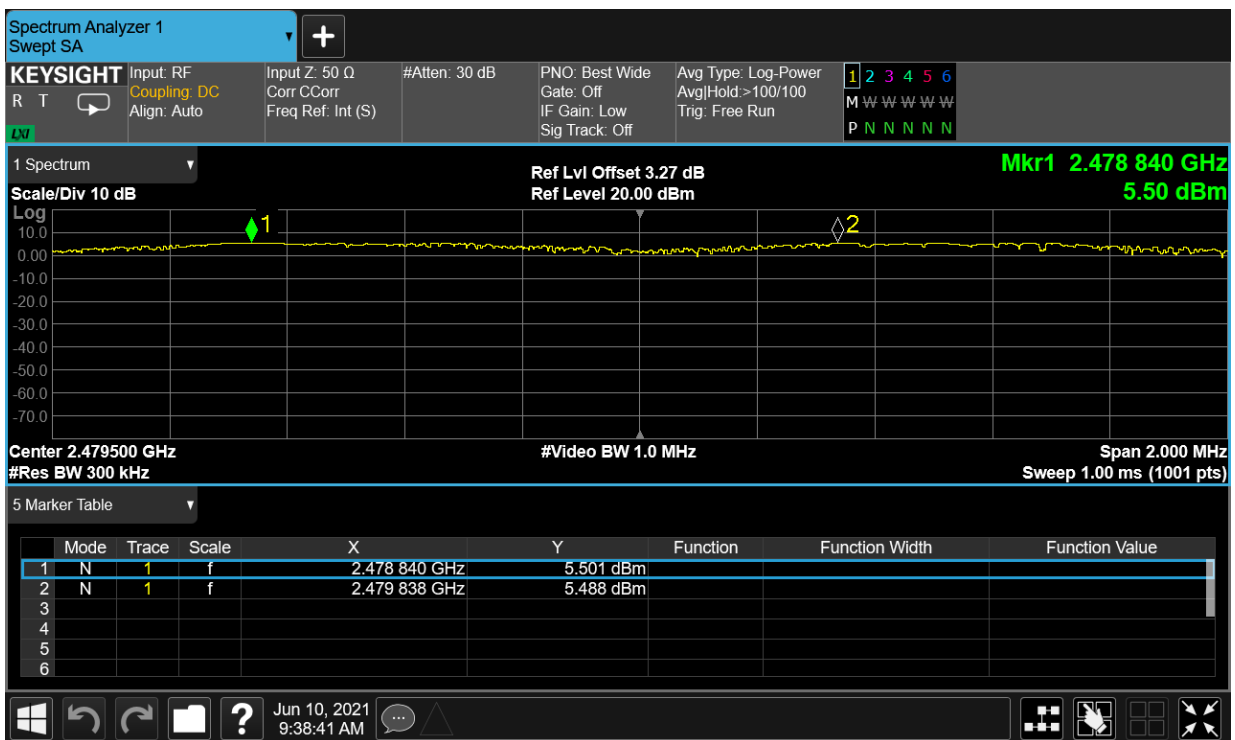 Spectrum Analyzer 1
Swept SA
KEYSIGHT
R T
LXI
Input: RF
Coupling: DC
Align: Auto
Input Z: 50 Ω
Corr CCorr
Freq Ref: Int (S)
#Atten: 30 dB
PNO: Best Wide
Gate: Off
IF Gain: Low
Sig Track: Off
Avg Type: Log-Power
Avg|Hold:>100/100
Trig: Free Run
1 2 3 4 5 6
M W W W W W
P N N N N N
1 Spectrum
Scale/Div 10 dB
Ref Lvl Offset 3.27 dB
Ref Level 20.00 dBm
Mkr1 2.478 840 GHz
5.50 dBm
Log
1
2
10.0
0.00
-10.0
-20.0
-30.0
-40.0
-50.0
-60.0
-70.0
Center 2.479500 GHz
#Video BW 1.0 MHz
Span 2.000 MHz
#Res BW 300 kHz
Sweep 1.00 ms (1001 pts)
5 Marker Table
Mode Trace Scale X Y Function Function Width Function Value
1 N 1 f 2.478 840 GHz 5.501 dBm
2 N 1 f 2.479 838 GHz 5.488 dBm
3
4
5
6
?
Jun 10, 2021
9:38:41 AM